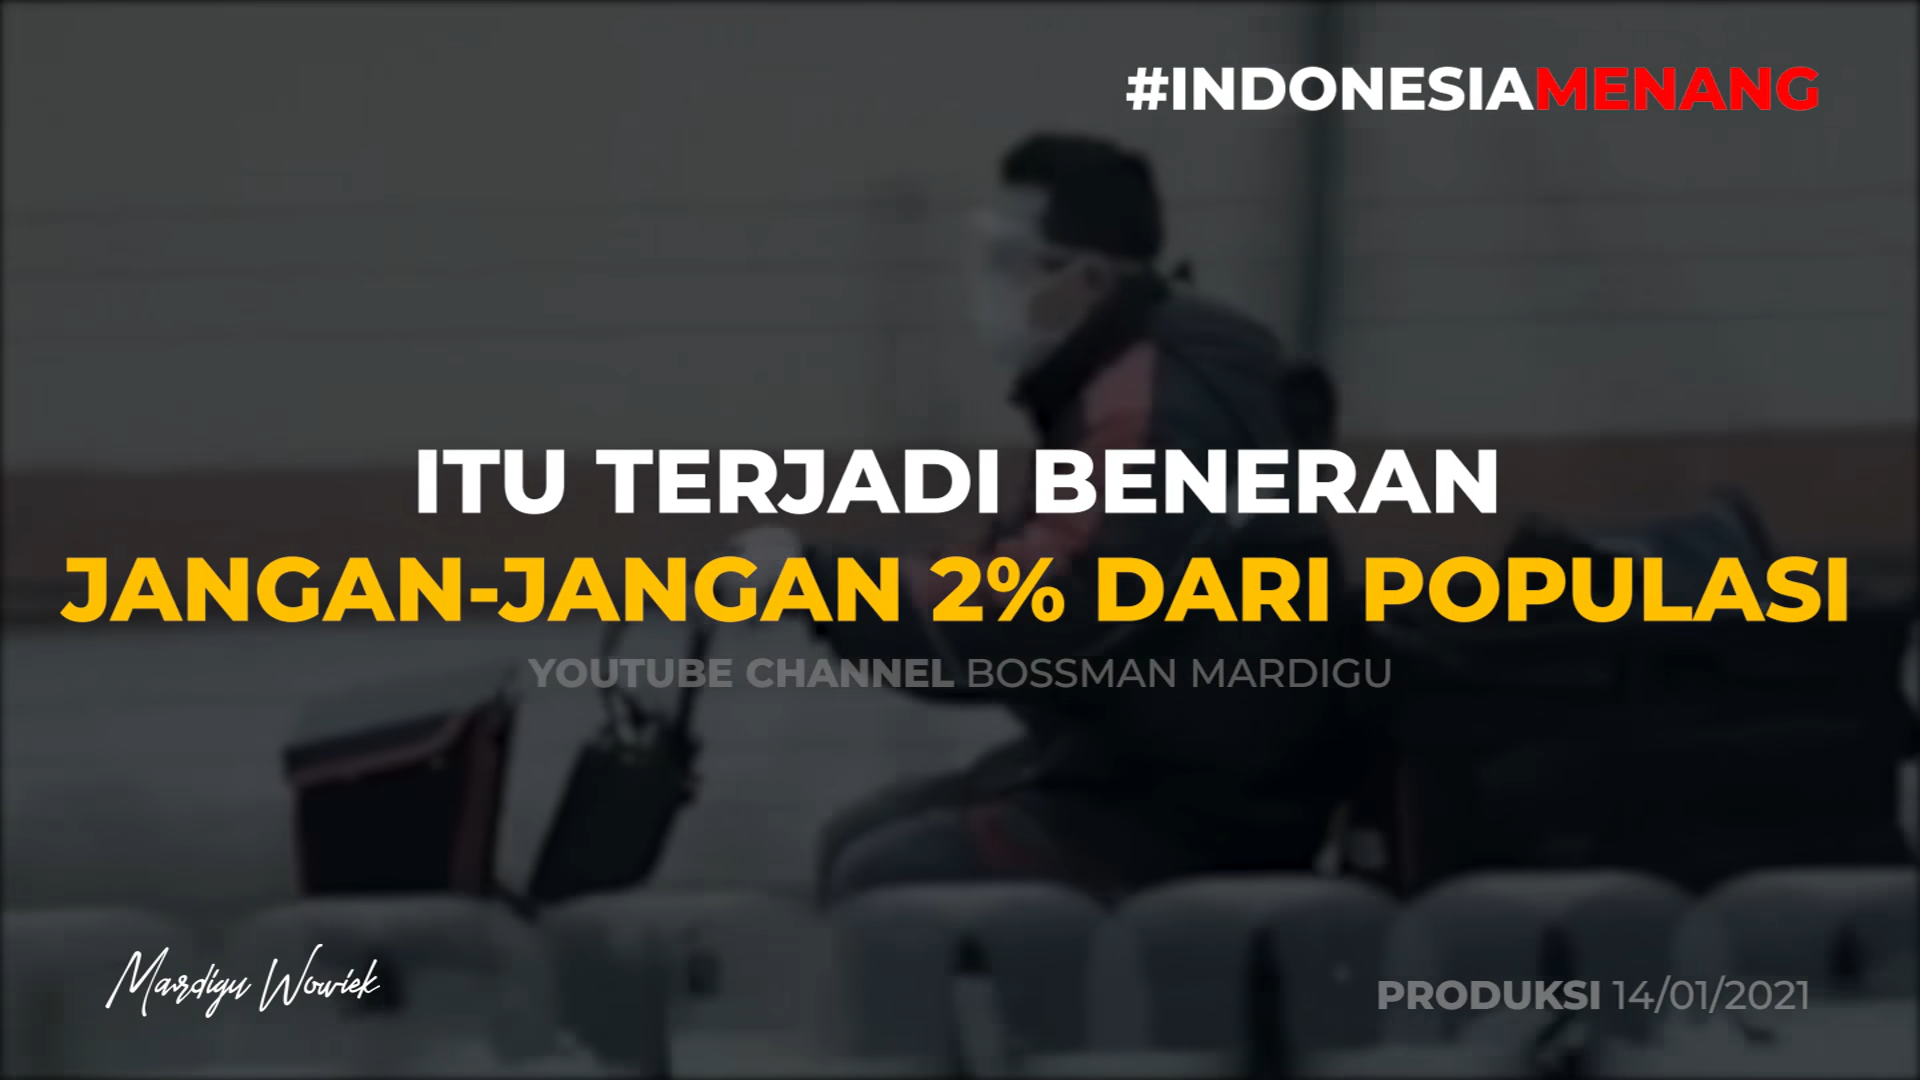 #INDONESIAMENANG
ITU TERJADI BENERAN
JANGAN-JANGAN 2% DARI POPULASI
YOUTUBE CHANNEL BOSSMAN MARDIGU
Mardigu Wowiek
PRODUKSI 14/01/2021